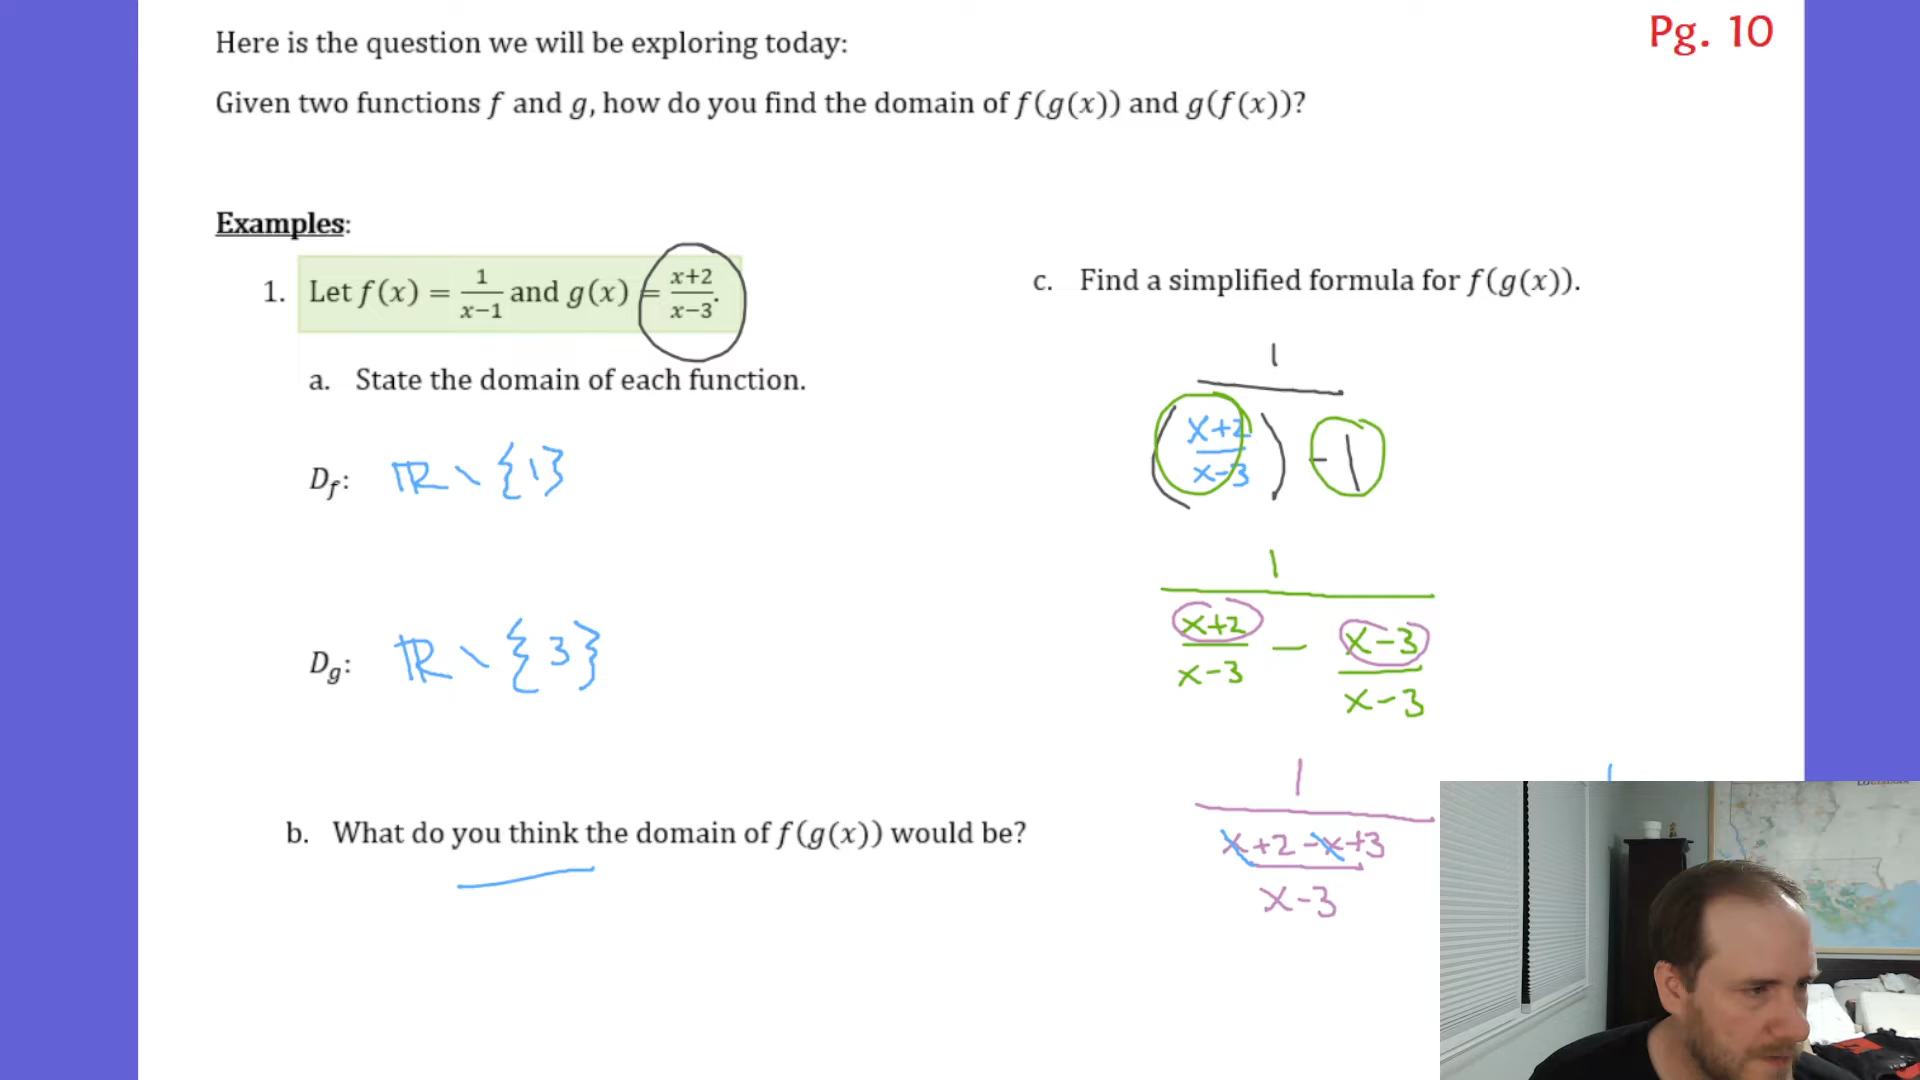 Pg. 10
Here is the question we will be exploring today:
Given two functions f and g, how do you find the domain of f(g(x)) and g(f(x))?
Examples:
1. Let f(x) = 1/(x−1) and g(x) = (x+2)/(x−3).
a. State the domain of each function.
D_f: ℝ \ {1}
D_g: ℝ \ {3}
b. What do you think the domain of f(g(x)) would be?
c. Find a simplified formula for f(g(x)).
1
(x+2
x-3) -1
1
x+2 — x-3
x-3 x-3
1
x+2-x+3
x-3